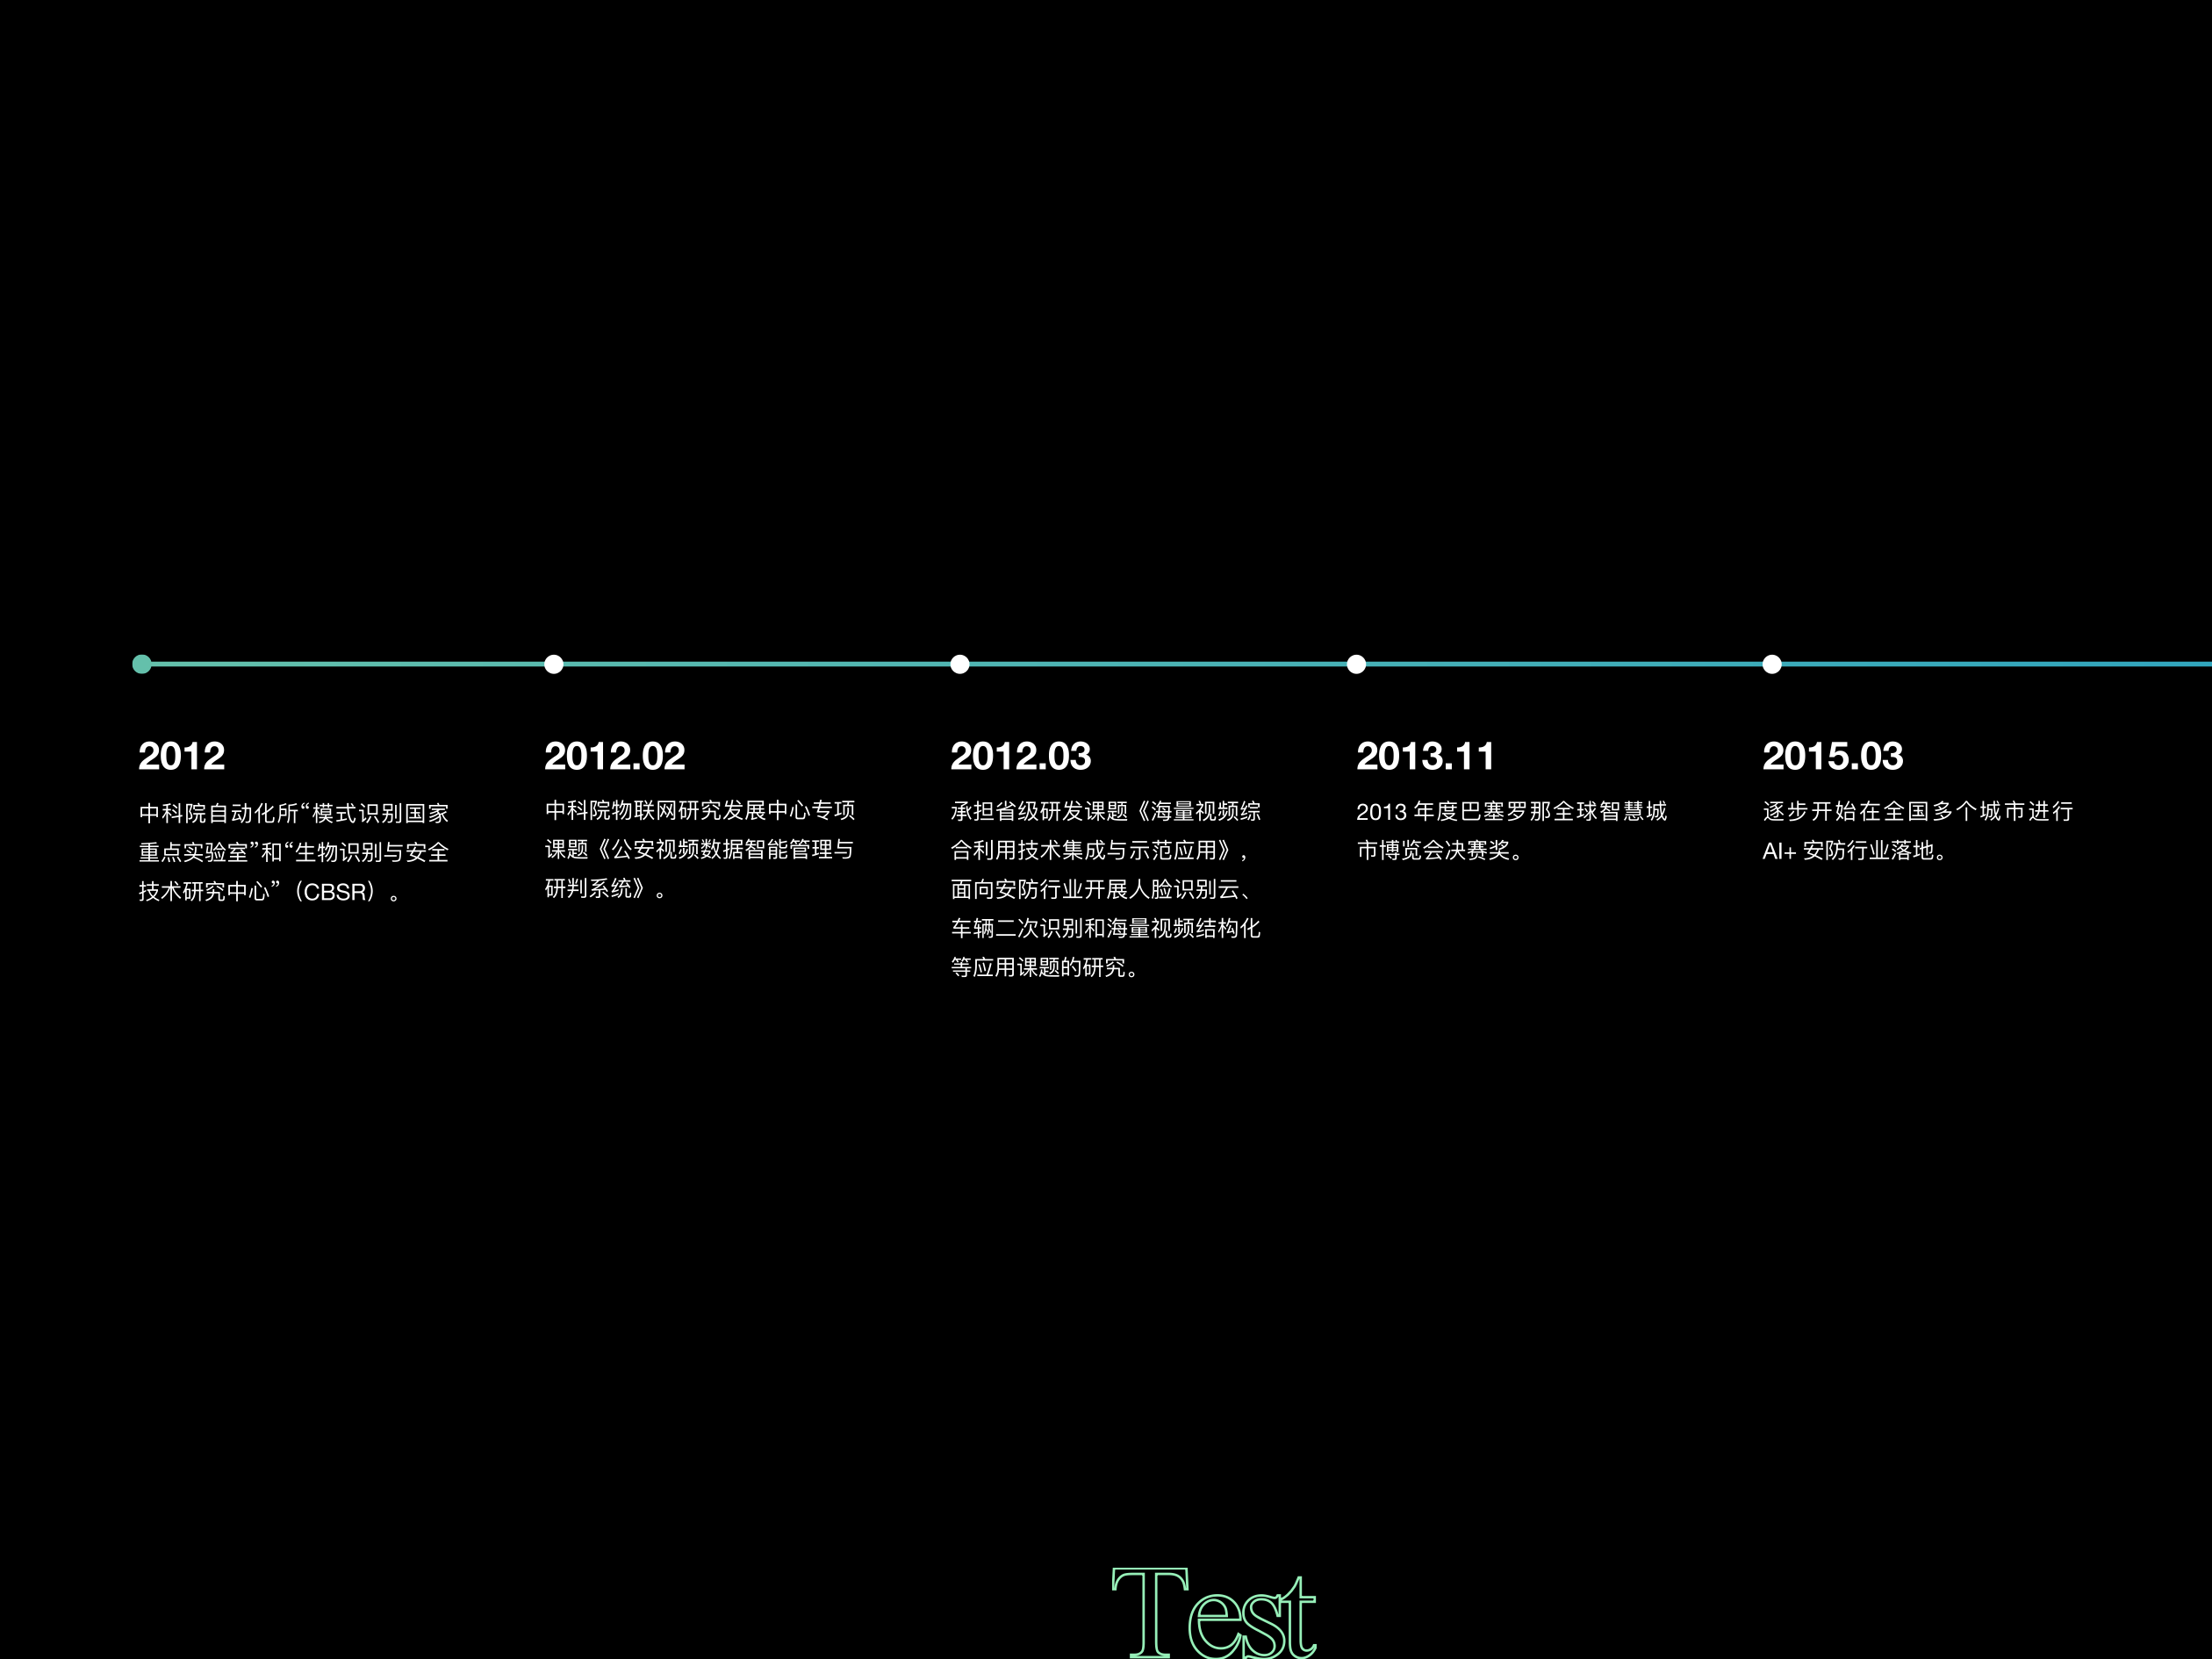 2012
中科院自动化所“模式识别国家
重点实验室”和“生物识别与安全
技术研究中心”（CBSR） 。
2012.02
中科院物联网研究发展中心专项
课题《公安视频数据智能管理与
研判系统》 。
2012.03
承担省级研发课题《海量视频综
合利用技术集成与示范应用》，
面向安防行业开展人脸识别云、
车辆二次识别和海量视频结构化
等应用课题的研究。
2013.11
2013 年度巴塞罗那全球智慧城
市博览会决赛奖。
2015.03
逐步开始在全国多个城市进行
AI+ 安防行业落地。
Test